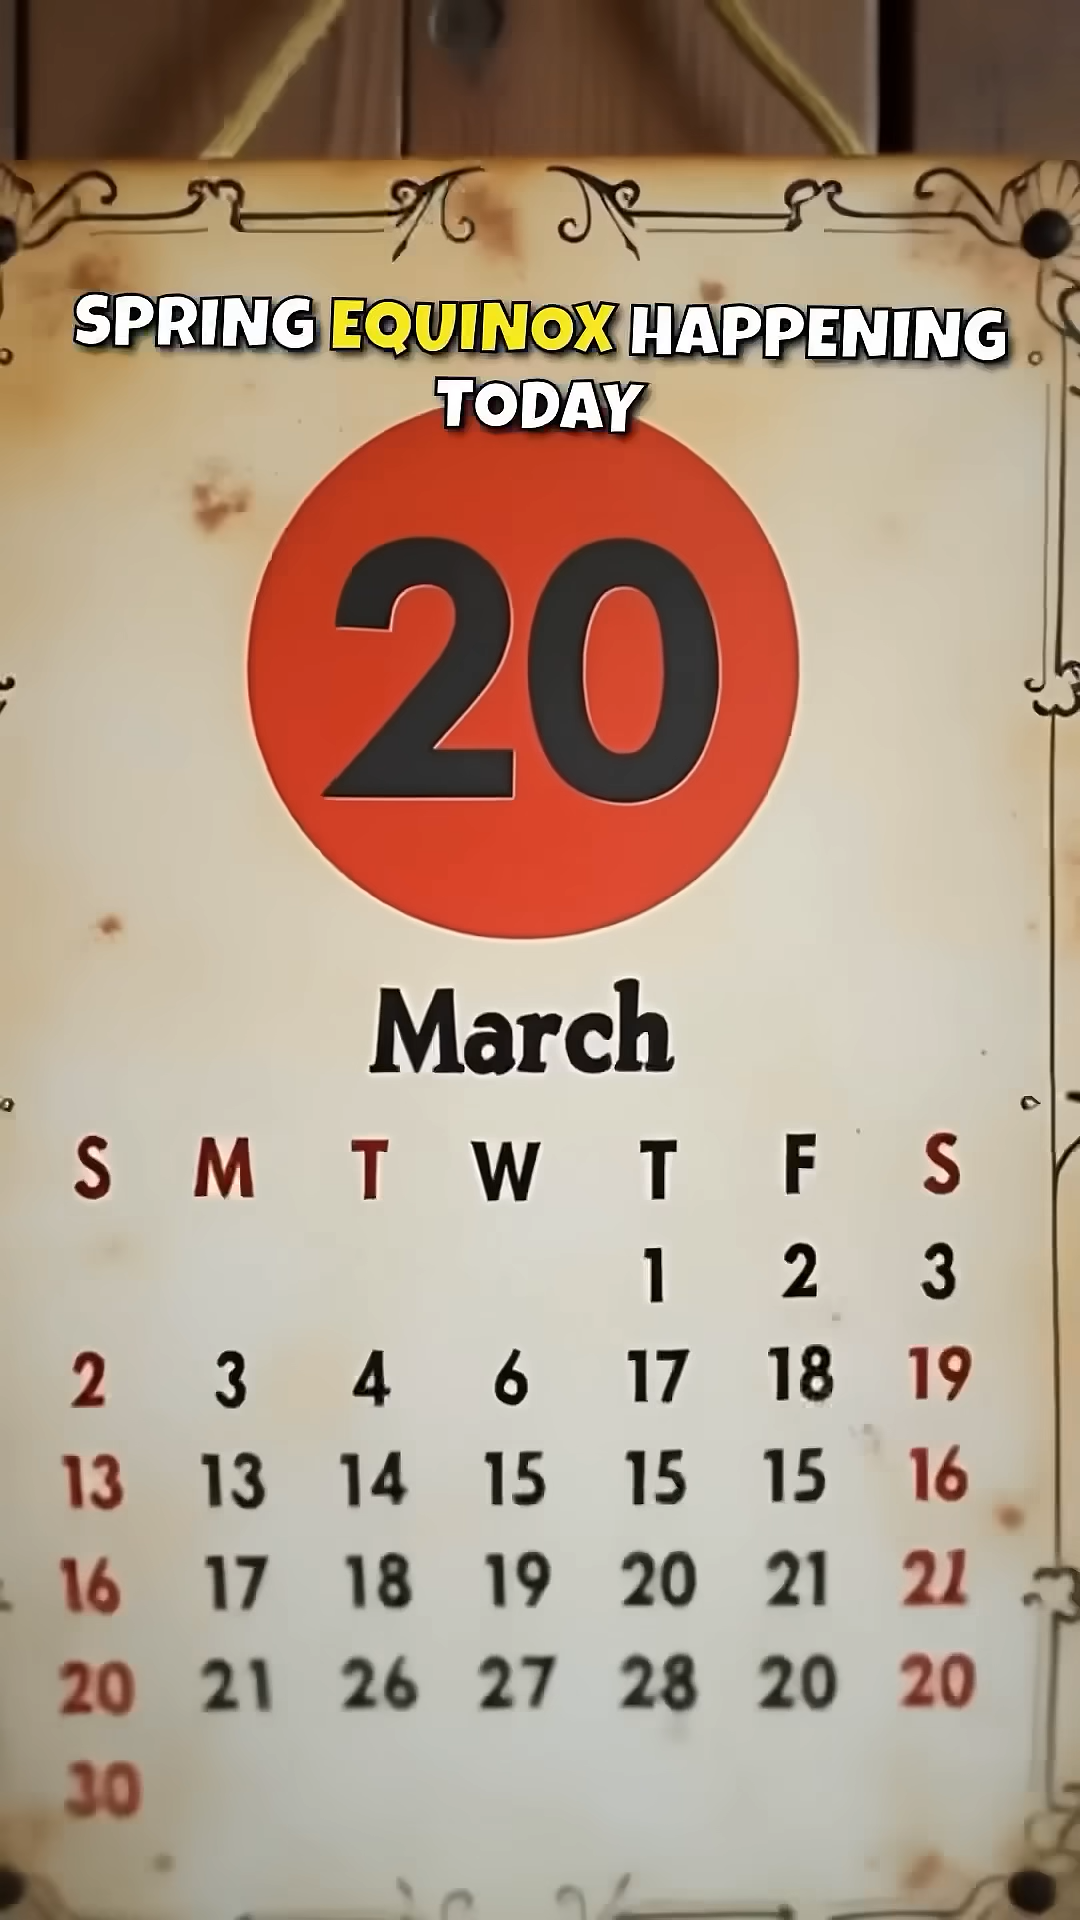 SPRING EQUINOX HAPPENING
TODAY
20
March
S M T W T F S
1 2 3
2 3 4 6 17 18 19
13 13 14 15 15 15 16
16 17 18 19 20 21 21
20 21 26 27 28 20 20
30